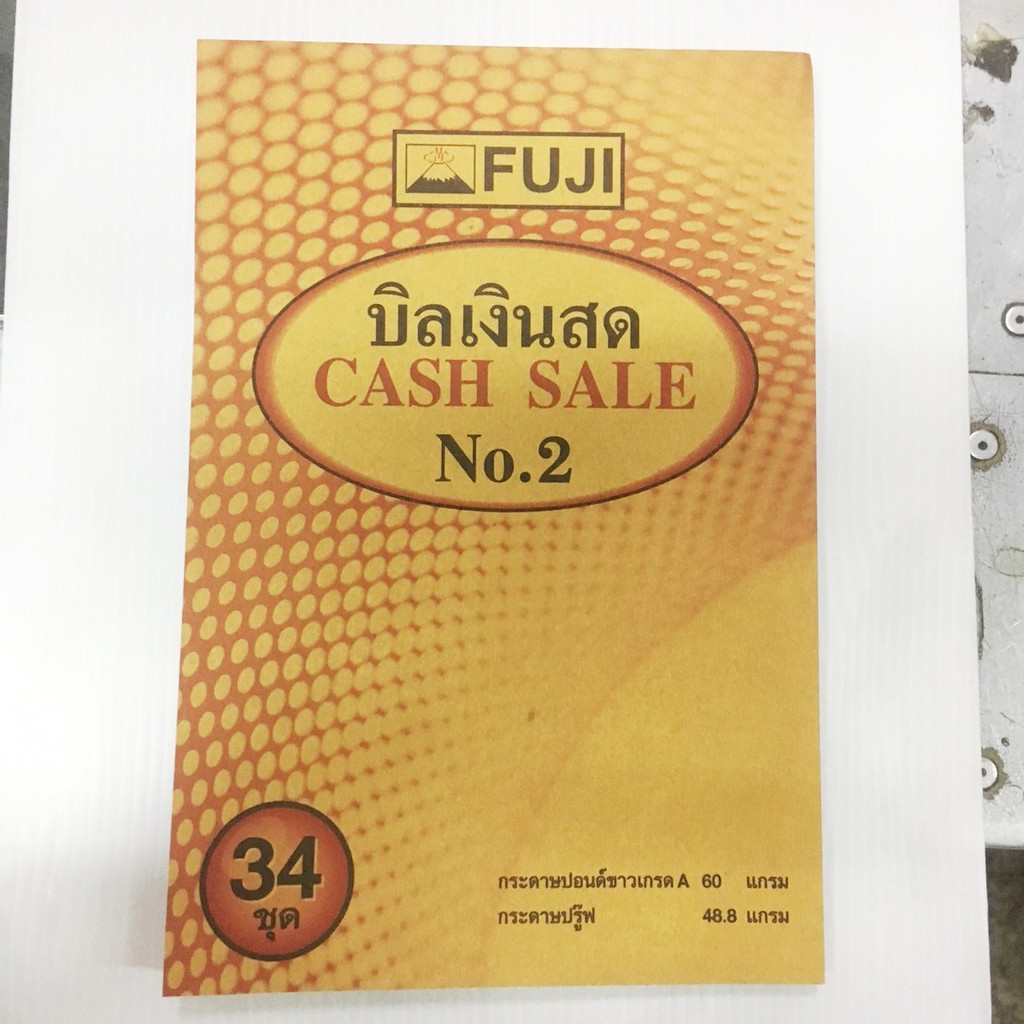 FUJI
บิลเงินสด
CASH SALE
No.2
34
ชุด
กระดาษปอนด์ขาวเกรด A 60 แกรม
กระดาษปรู๊ฟ 48.8 แกรม